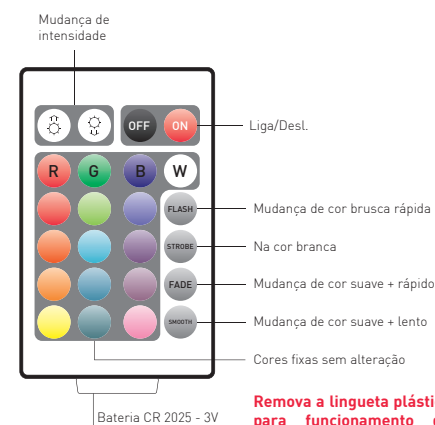 Mudança de
intensidade
OFF
ON
Liga/Desl.
R
G
B
W
FLASH
Mudança de cor brusca rápida
STROBE
Na cor branca
FADE
Mudança de cor suave + rápido
SMOOTH
Mudança de cor suave + lento
Cores fixas sem alteração
Bateria CR 2025 - 3V
Remova a lingueta
para funcionamento